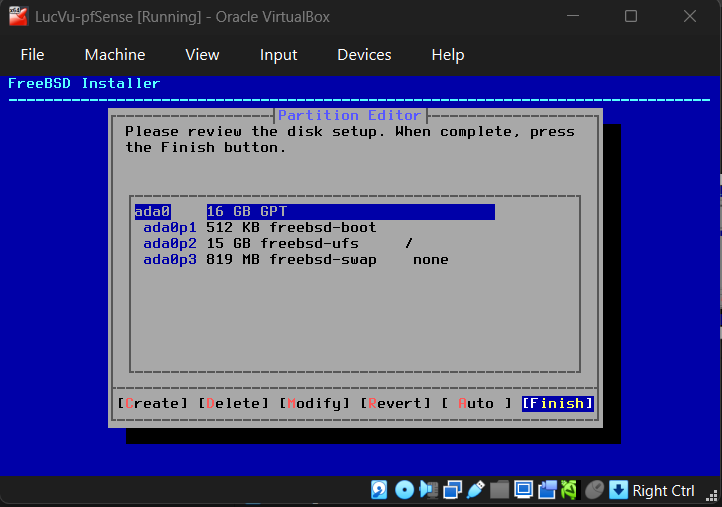 LucVu-pfSense [Running] - Oracle VirtualBox
File Machine View Input Devices Help
FreeBSD Installer
Partition Editor
Please review the disk setup. When complete, press
the Finish button.
ada0 16 GB GPT
ada0p1 512 KB freebsd-boot
ada0p2 15 GB freebsd-ufs /
ada0p3 819 MB freebsd-swap none
[Create] [Delete] [Modify] [Revert] [ Auto ] [Finish]
Right Ctrl